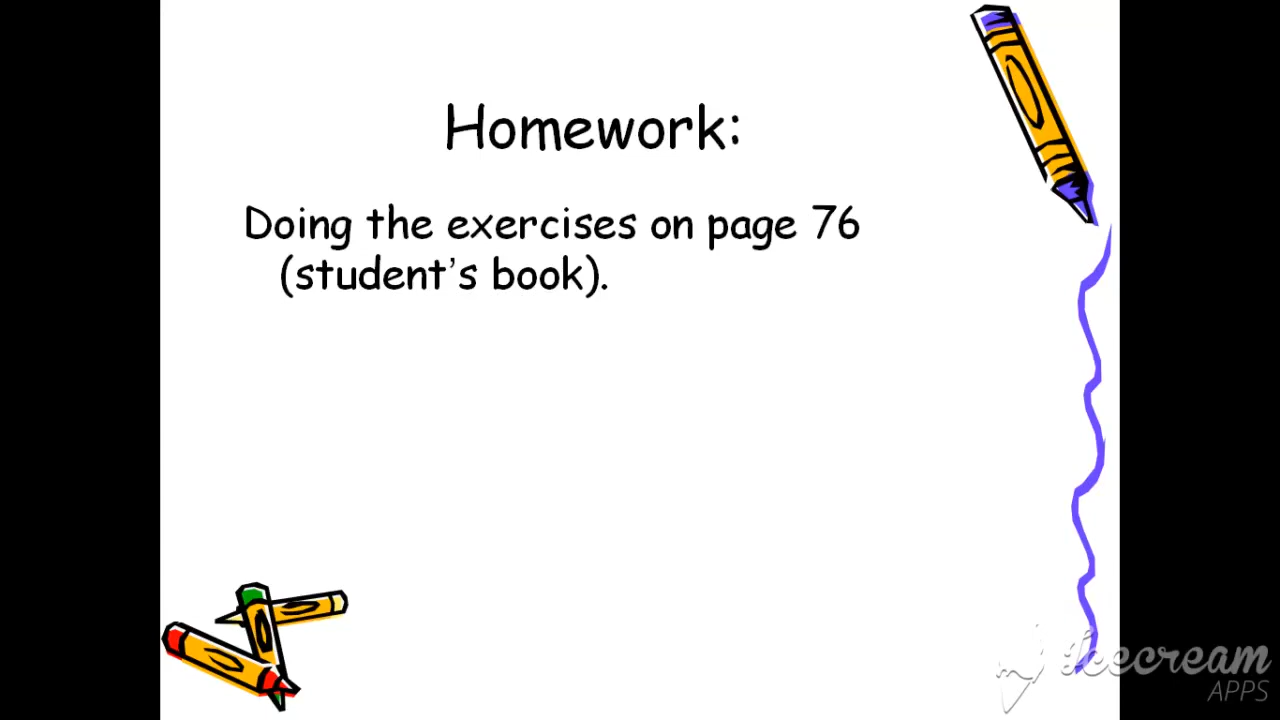 Homework:
Doing the exercises on page 76
(student’s book).
Icecream
APPS